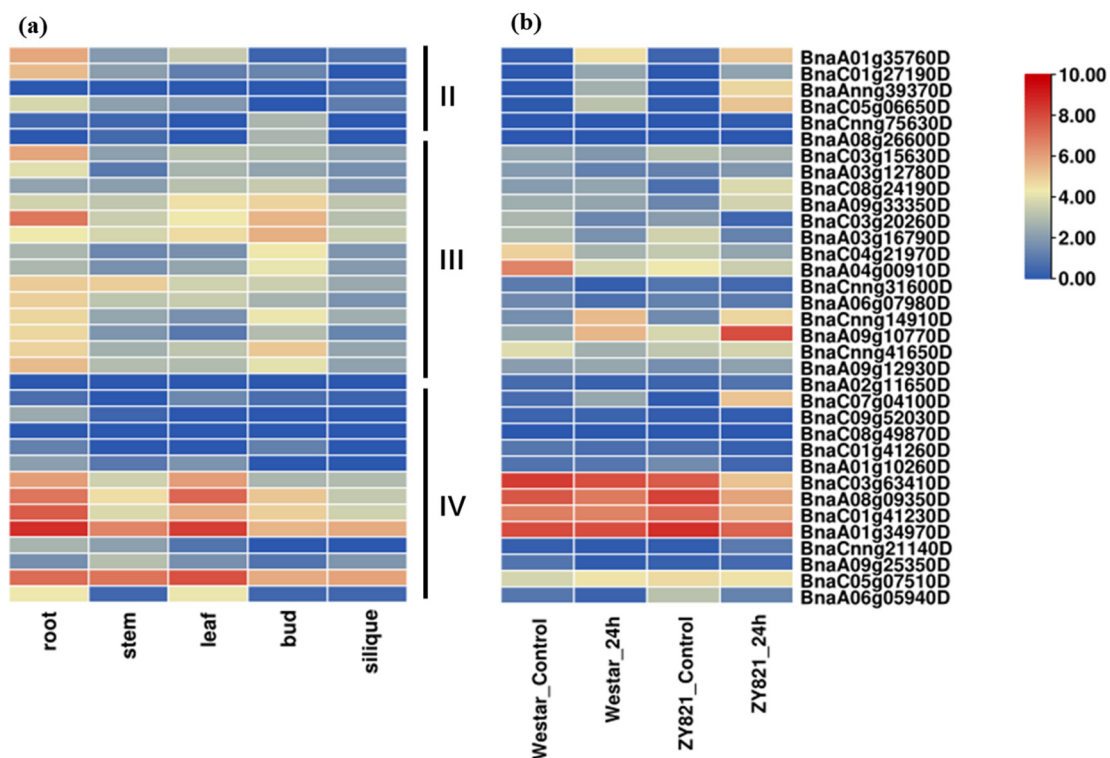 (a)
(b)
II
III
IV
root
stem
leaf
bud
silique
Westar_Control
Westar_24h
ZY821_Control
ZY821_24h
BnaA01g35760D
BnaC01g27190D
BnaAnng39370D
BnaC05g06650D
BnaCnng75630D
BnaA08g26600D
BnaC03g15630D
BnaA03g12780D
BnaC08g24190D
BnaA09g33350D
BnaC03g20260D
BnaA03g16790D
BnaC04g21970D
BnaA04g00910D
BnaCnng31600D
BnaA06g07980D
BnaCnng14910D
BnaA09g10770D
BnaCnng41650D
BnaA09g12930D
BnaA02g11650D
BnaC07g04100D
BnaC09g52030D
BnaC08g49870D
BnaC01g41260D
BnaA01g10260D
BnaC03g63410D
BnaA08g09350D
BnaC01g41230D
BnaA01g34970D
BnaCnng21140D
BnaA09g25350D
BnaC05g07510D
BnaA06g05940D
10.00
8.00
6.00
4.00
2.00
0.00